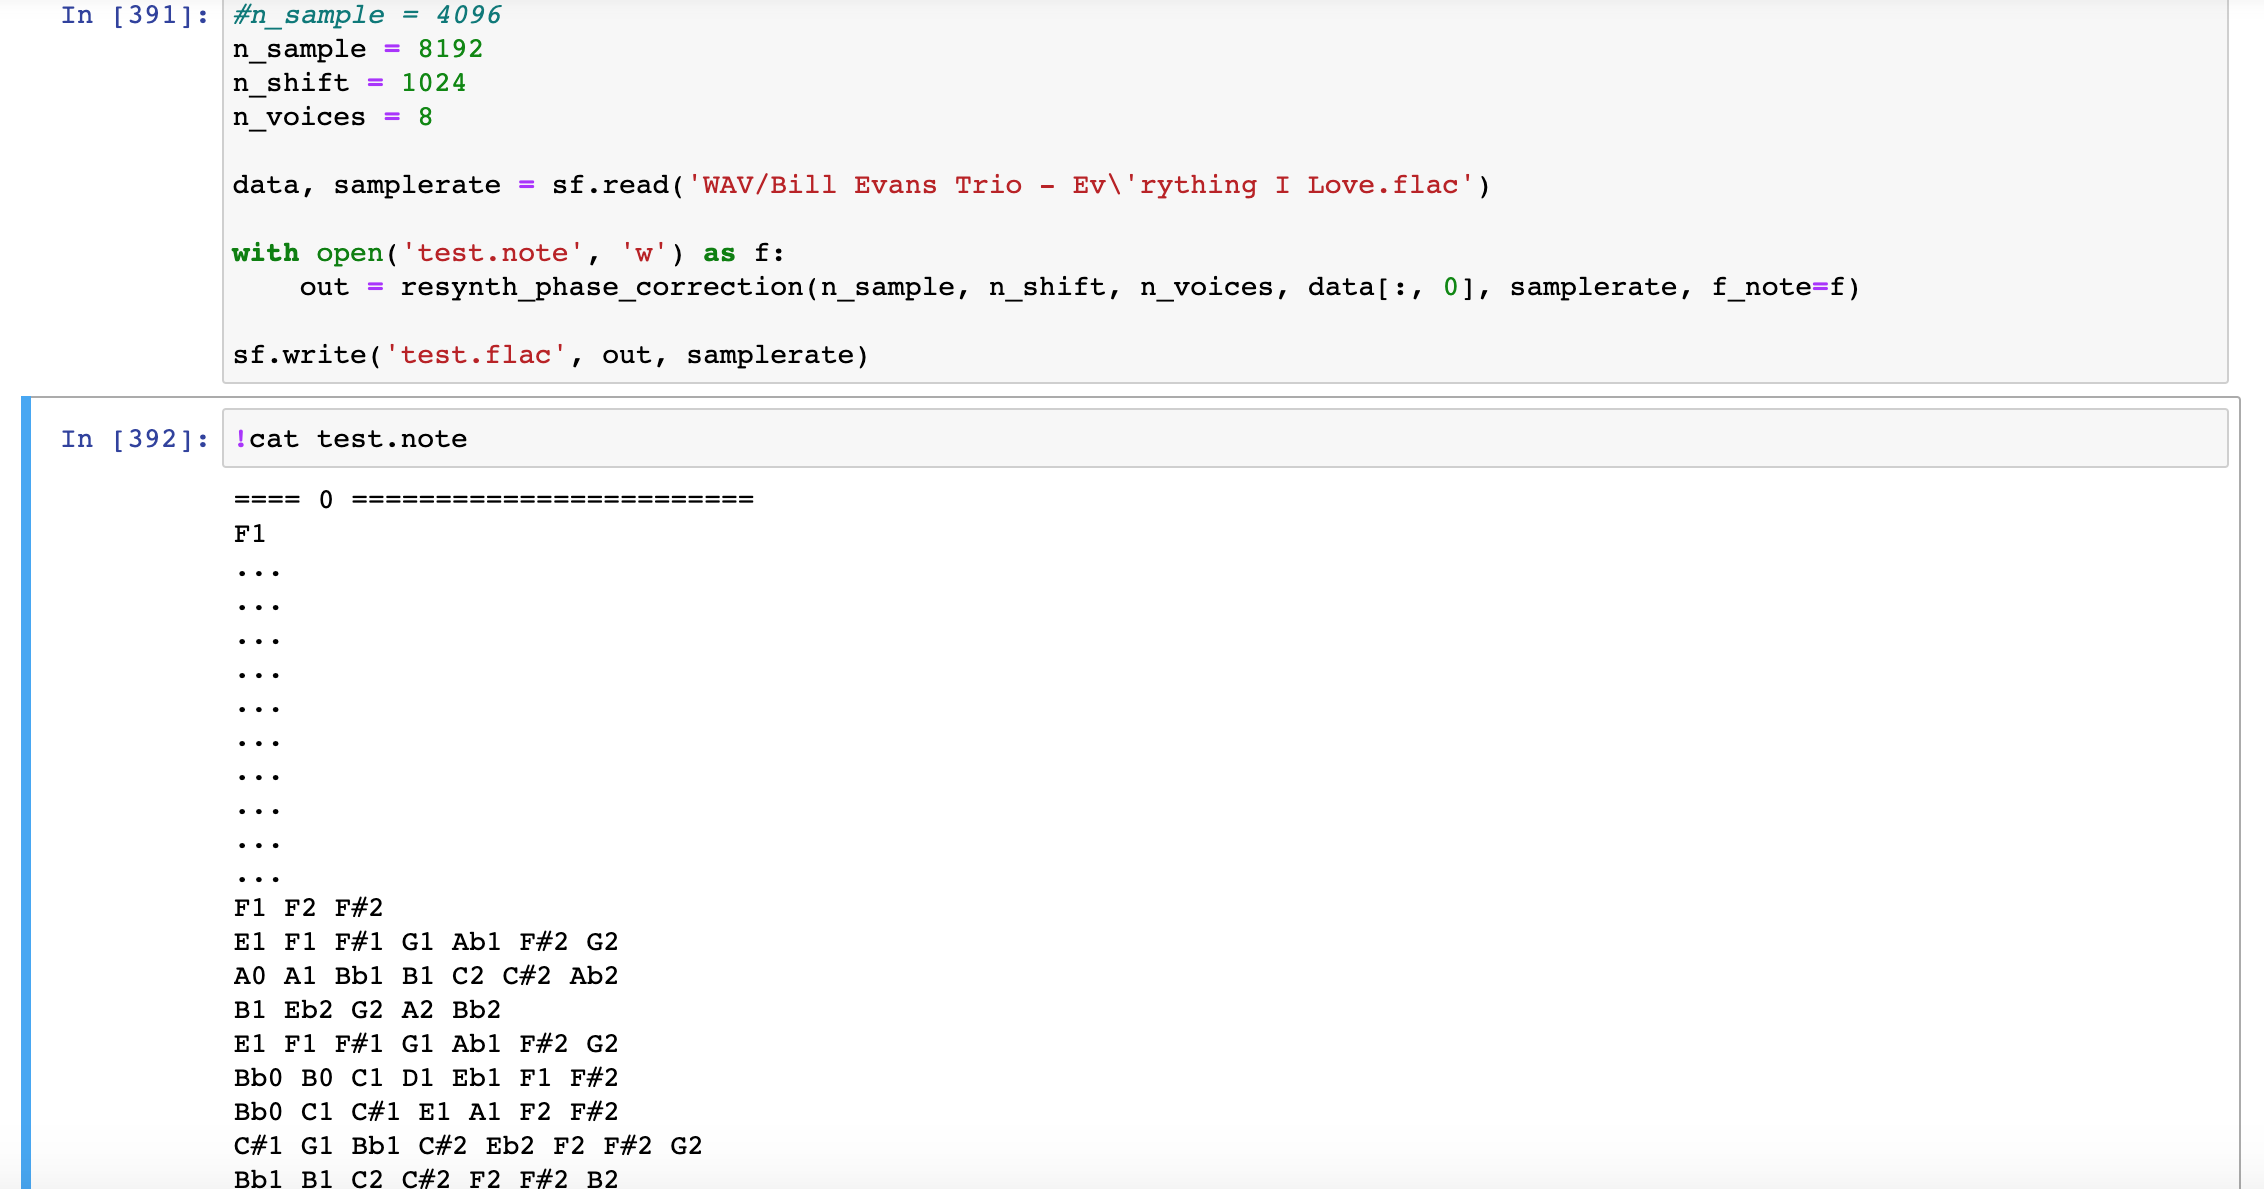 In [391]:
#n_sample = 4096
n_sample = 8192
n_shift = 1024
n_voices = 8
data, samplerate = sf.read('WAV/Bill Evans Trio - Ev\'rything I Love.flac')
with open('test.note', 'w') as f:
    out = resynth_phase_correction(n_sample, n_shift, n_voices, data[:, 0], samplerate, f_note=f)
sf.write('test.flac', out, samplerate)
In [392]:
!cat test.note
==== 0 ========================
F1
...
...
...
...
...
...
...
...
...
...
F1 F2 F#2
E1 F1 F#1 G1 Ab1 F#2 G2
A0 A1 Bb1 B1 C2 C#2 Ab2
B1 Eb2 G2 A2 Bb2
E1 F1 F#1 G1 Ab1 F#2 G2
Bb0 B0 C1 D1 Eb1 F1 F#2
Bb0 C1 C#1 E1 A1 F2 F#2
C#1 G1 Bb1 C#2 Eb2 F2 F#2 G2
Bb1 B1 C2 C#2 F2 F#2 B2